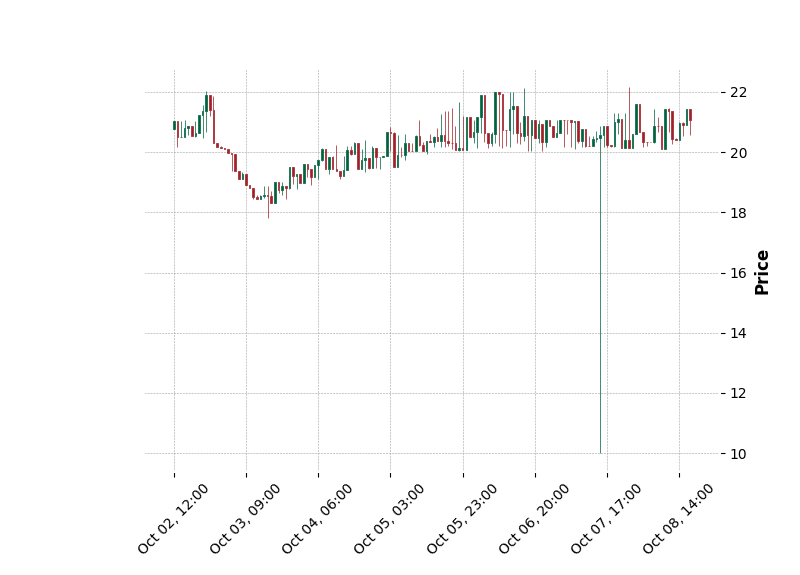 22
20
18
16
14
12
10
Price
Oct 02, 12:00
Oct 03, 09:00
Oct 04, 06:00
Oct 05, 03:00
Oct 05, 23:00
Oct 06, 20:00
Oct 07, 17:00
Oct 08, 14:00